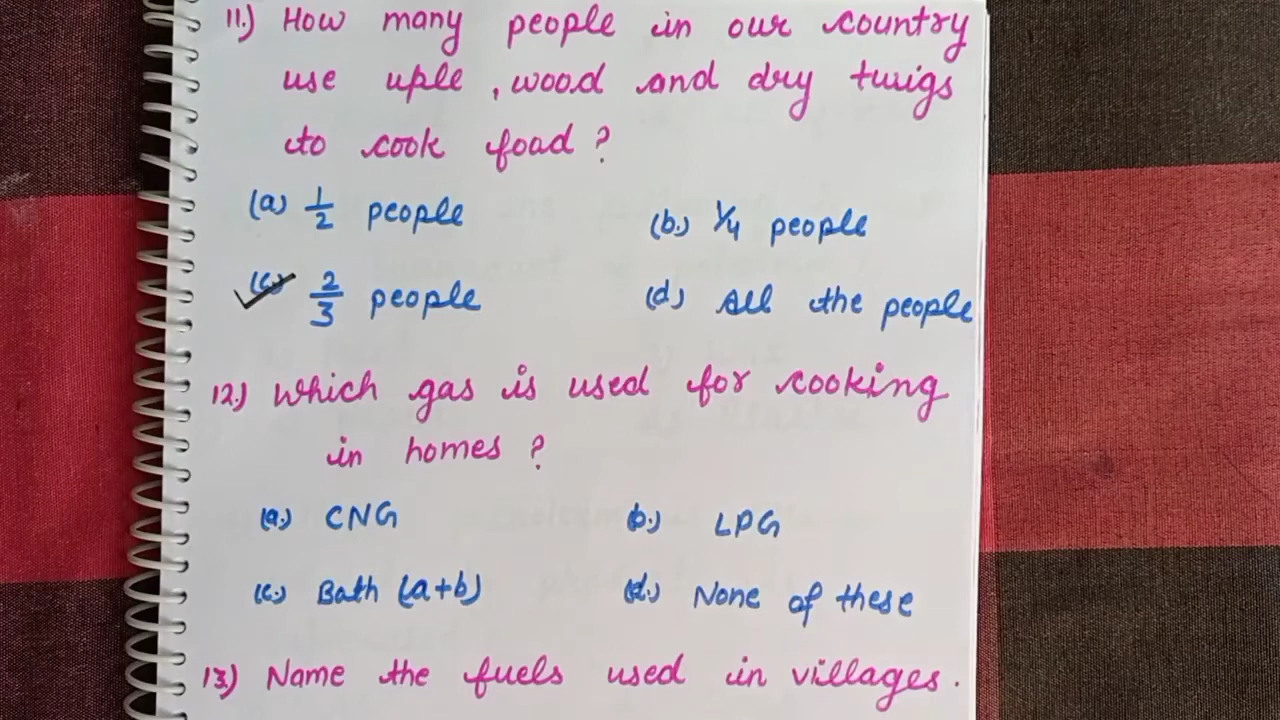 11.) How many people in our country
use uple, wood and dry twigs
to cook foad?
(a) 1/2 people (b.) 1/4 people
(c) 2/3 people (d) All the people
12.) Which gas is used for cooking
in homes?
(a.) CNG (b.) LPG
(c.) Bath (a+b) (d.) None of these
13) Name the fuels used in villages.